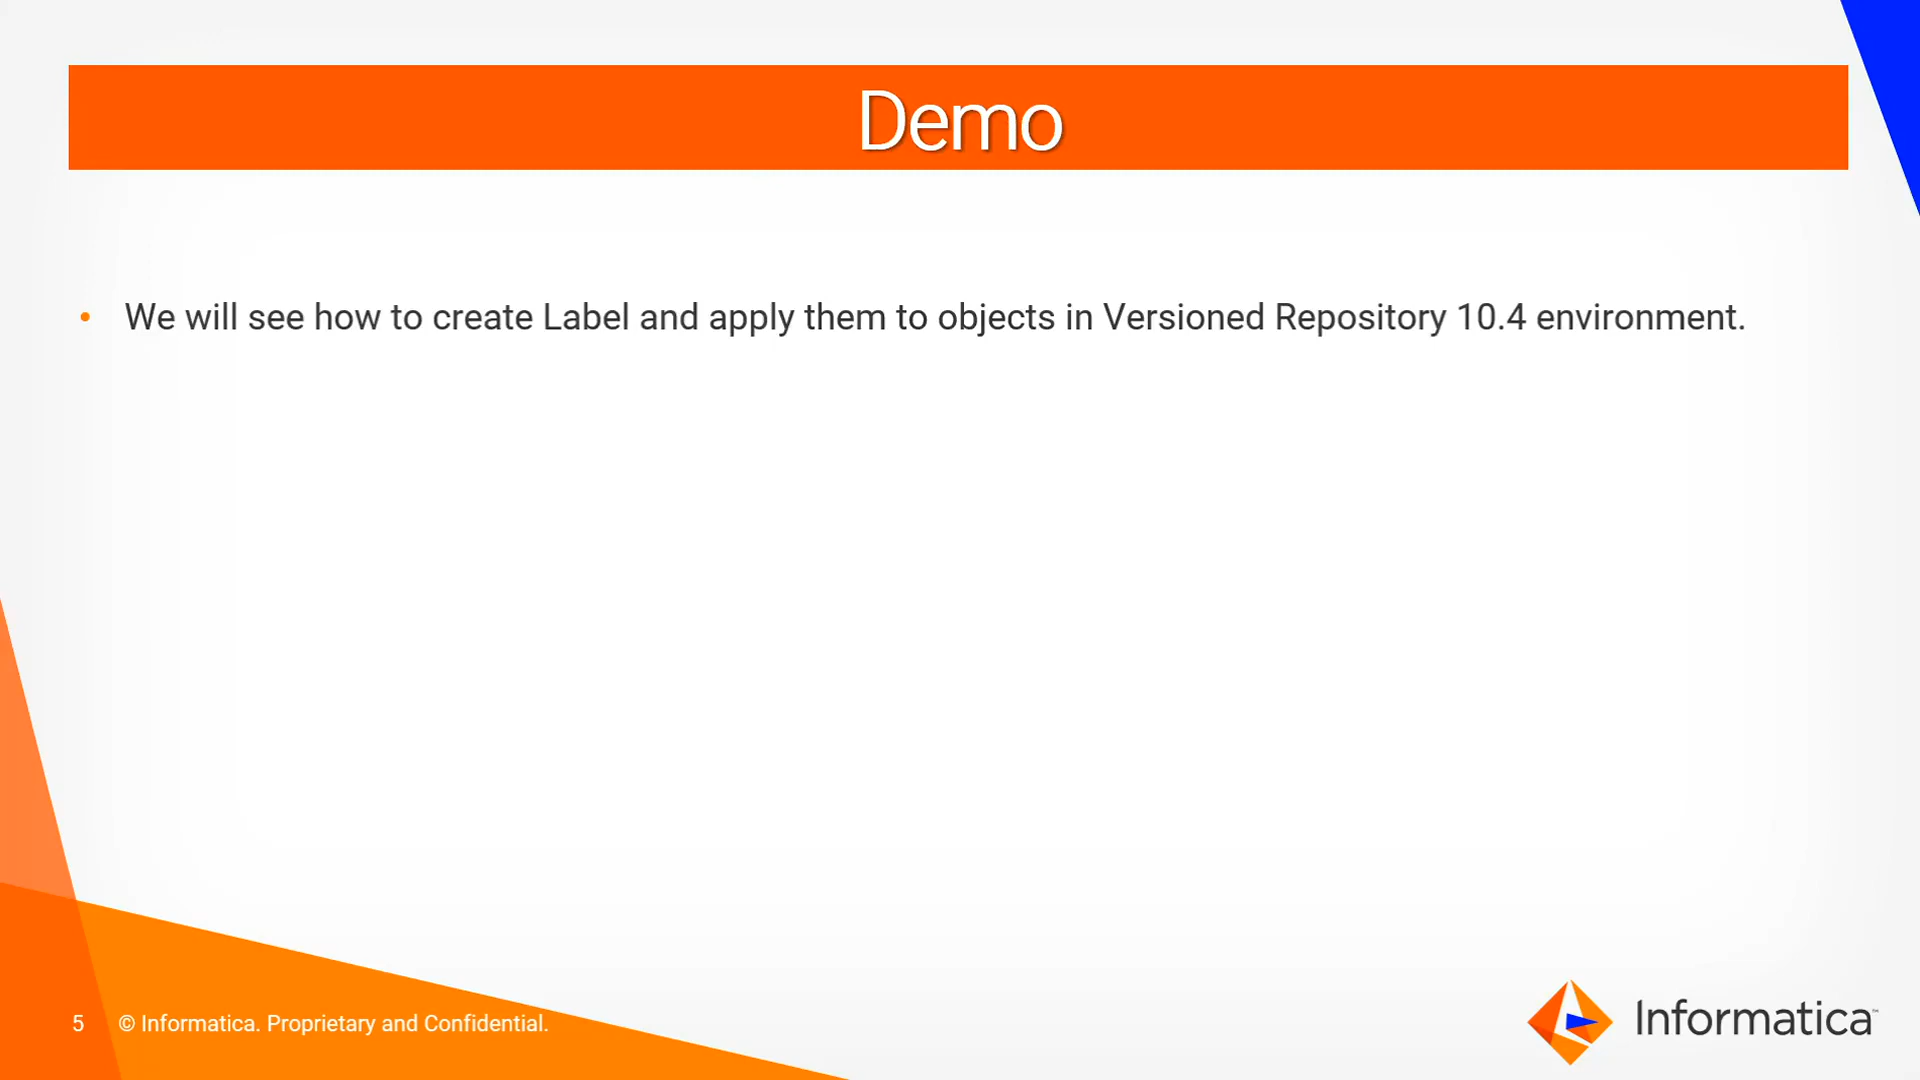 Demo
• We will see how to create Label and apply them to objects in Versioned Repository 10.4 environment.
5 © Informatica. Proprietary and Confidential.
Informatica™